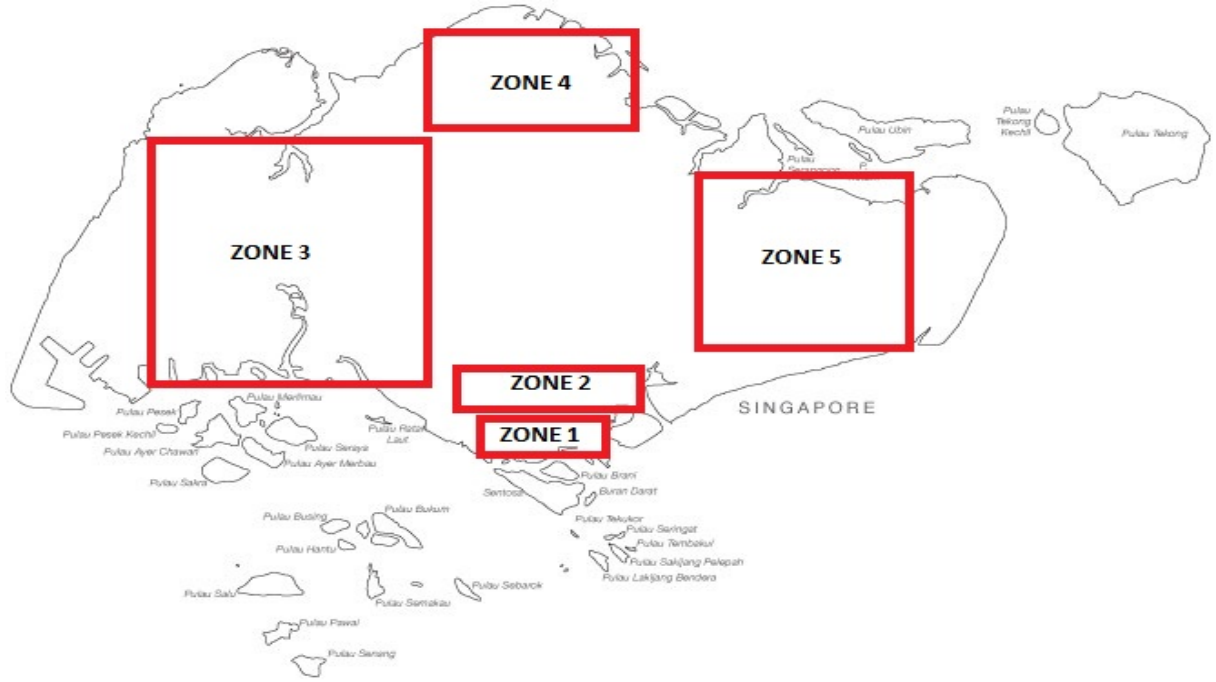 ZONE 4
Pulau
Tekong
Kechil
Pulau Tekong
Pulau Ubin
Pulau
Serangoon
P.
ZONE 3
ZONE 5
ZONE 2
SINGAPORE
ZONE 1
Pulau Merlimau
Pulau Pesek
Pulau Pesek Kechil
Pulau Ayer Chawan
Pulau Seraya
Pulau Ayer Merbau
Pulau Sakra
Pulau Ratan
Laut
Pulau Brani
Sentosa
Buran Darat
Pulau Tekukor
Pulau Seringat
Pulau Tembakul
Pulau Sakijang Pelepah
Pulau Lakijang Bendera
Pulau Bukum
Pulau Busing
Pulau Hantu
Pulau Salu
Pulau Semakau
Pulau Sebarok
Pulau Pawai
Pulau Senang